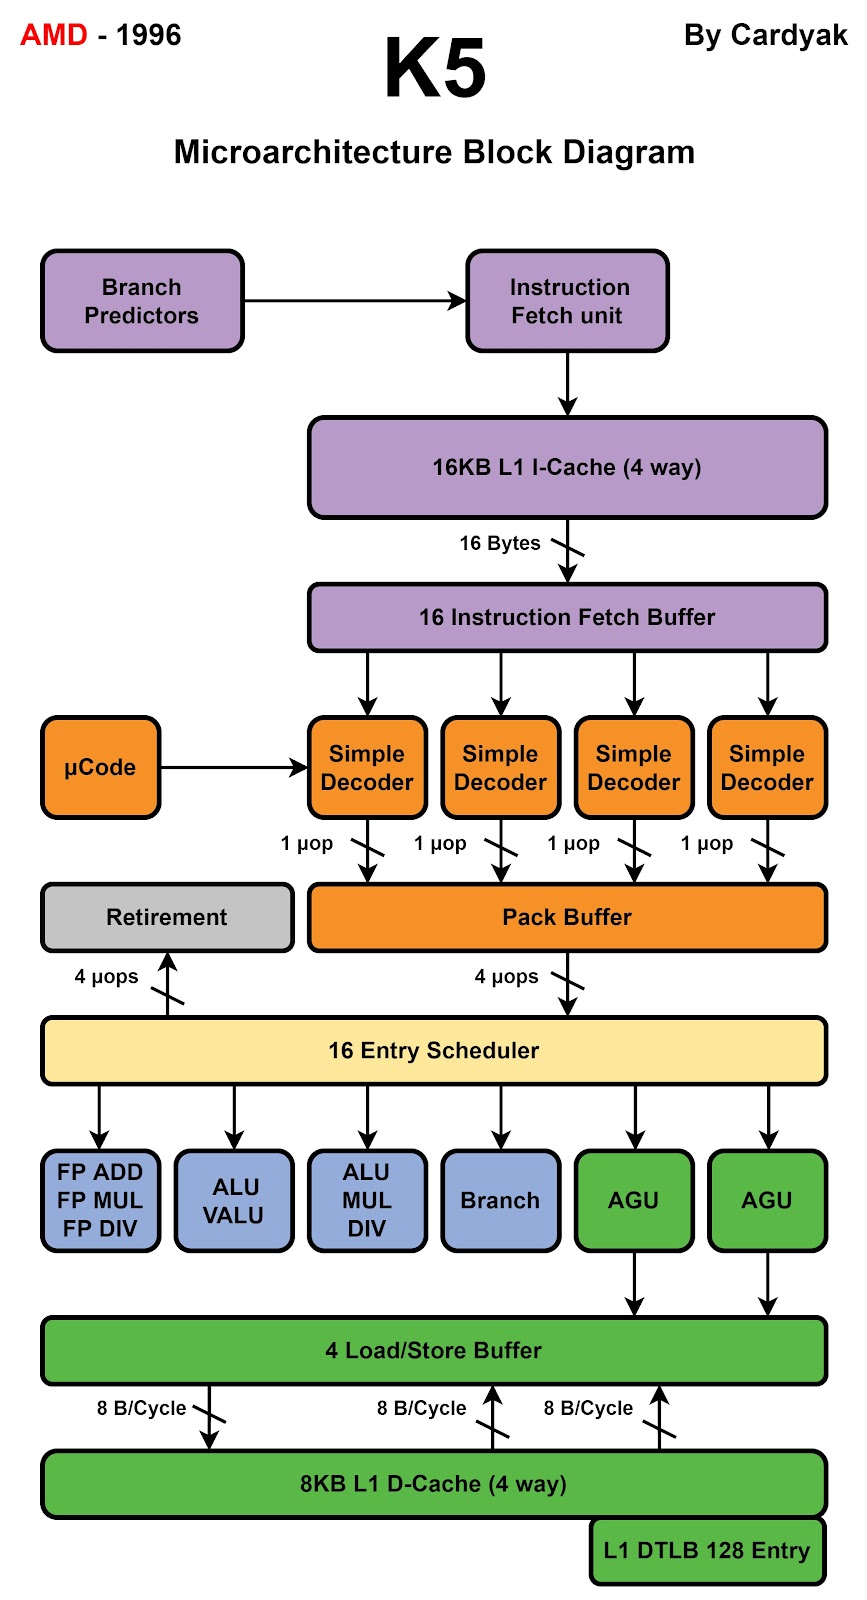 AMD - 1996
By Cardyak
K5
Microarchitecture Block Diagram
Branch
Predictors
Instruction
Fetch unit
16KB L1 I-Cache (4 way)
16 Bytes
16 Instruction Fetch Buffer
µCode
Simple
Decoder
Simple
Decoder
Simple
Decoder
Simple
Decoder
1 µop
1 µop
1 µop
1 µop
Retirement
Pack Buffer
4 µops
4 µops
16 Entry Scheduler
FP ADD
FP MUL
FP DIV
ALU
VALU
ALU
MUL
DIV
Branch
AGU
AGU
4 Load/Store Buffer
8 B/Cycle
8 B/Cycle
8 B/Cycle
8KB L1 D-Cache (4 way)
L1 DTLB 128 Entry